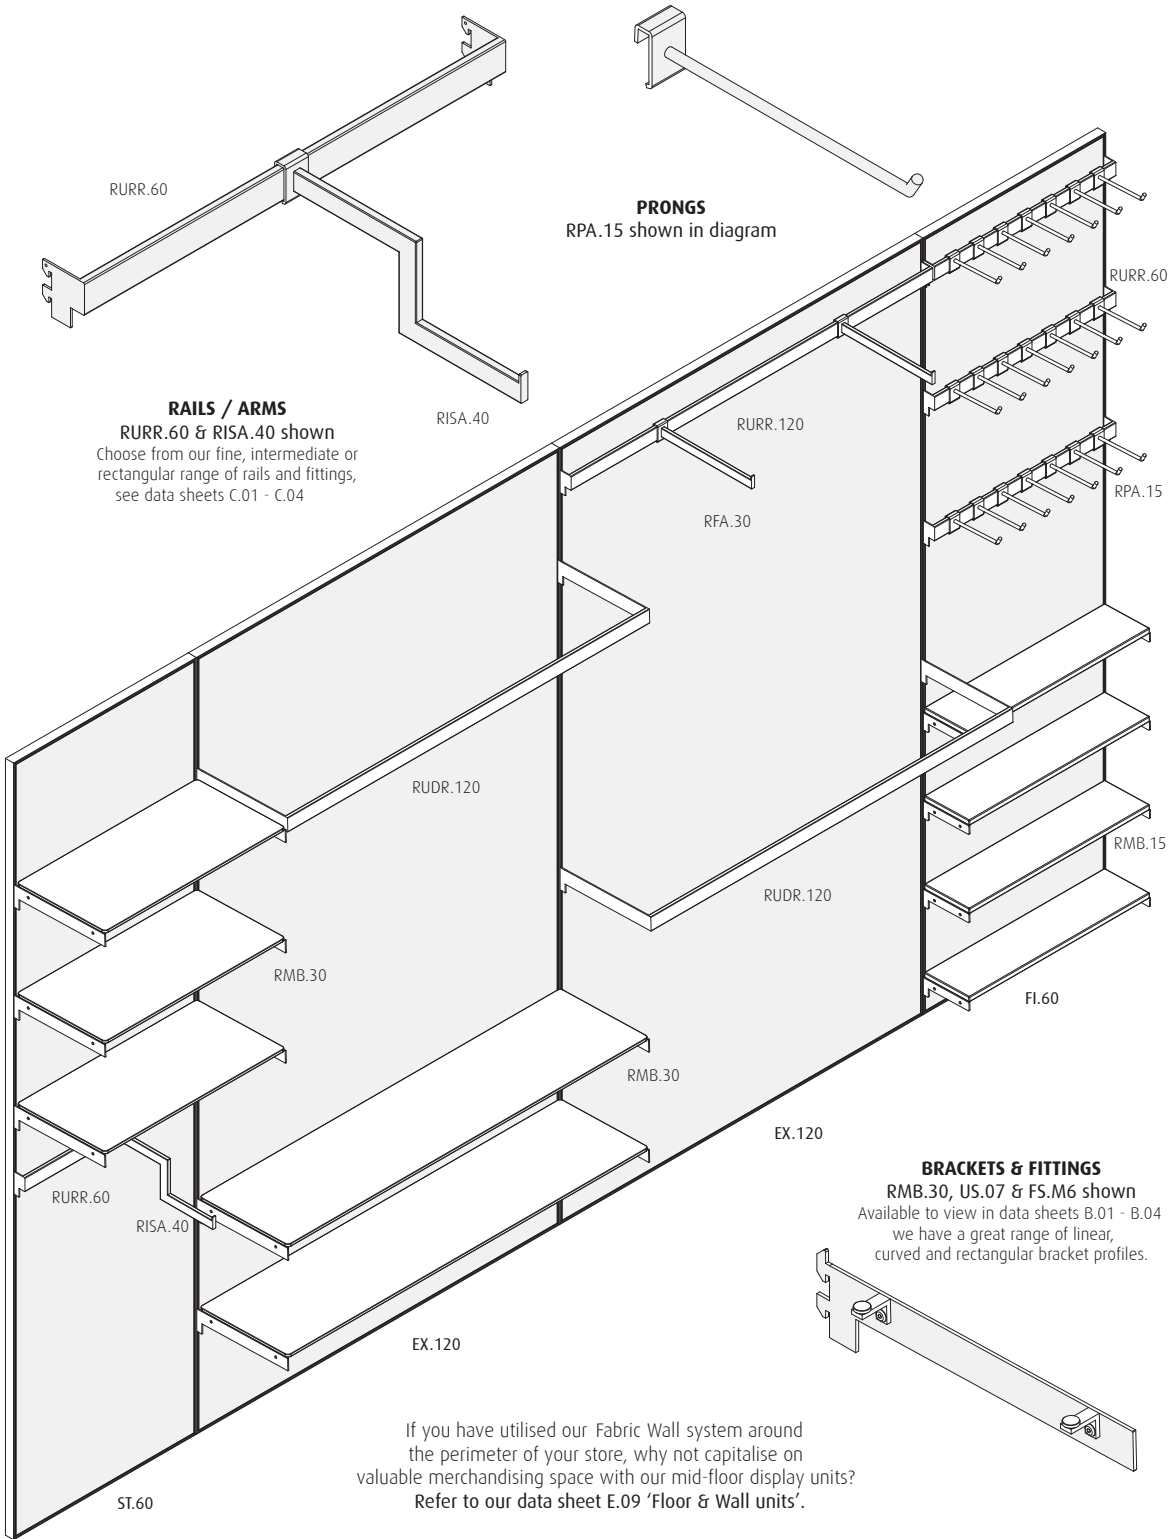 RURR.60
PRONGS
RPA.15 shown in diagram
RURR.60
RAILS / ARMS
RURR.60 & RISA.40 shown
Choose from our fine, intermediate or
rectangular range of rails and fittings,
see data sheets C.01 - C.04
RISA.40
RURR.120
RFA.30
RPA.15
RUDR.120
RUDR.120
RMB.15
RMB.30
FI.60
RMB.30
EX.120
BRACKETS & FITTINGS
RMB.30, US.07 & FS.M6 shown
Available to view in data sheets B.01 - B.04
we have a great range of linear,
curved and rectangular bracket profiles.
RURR.60
RISA.40
EX.120
If you have utilised our Fabric Wall system around
the perimeter of your store, why not capitalise on
valuable merchandising space with our mid-floor display units?
Refer to our data sheet E.09 ‘Floor & Wall units’.
ST.60